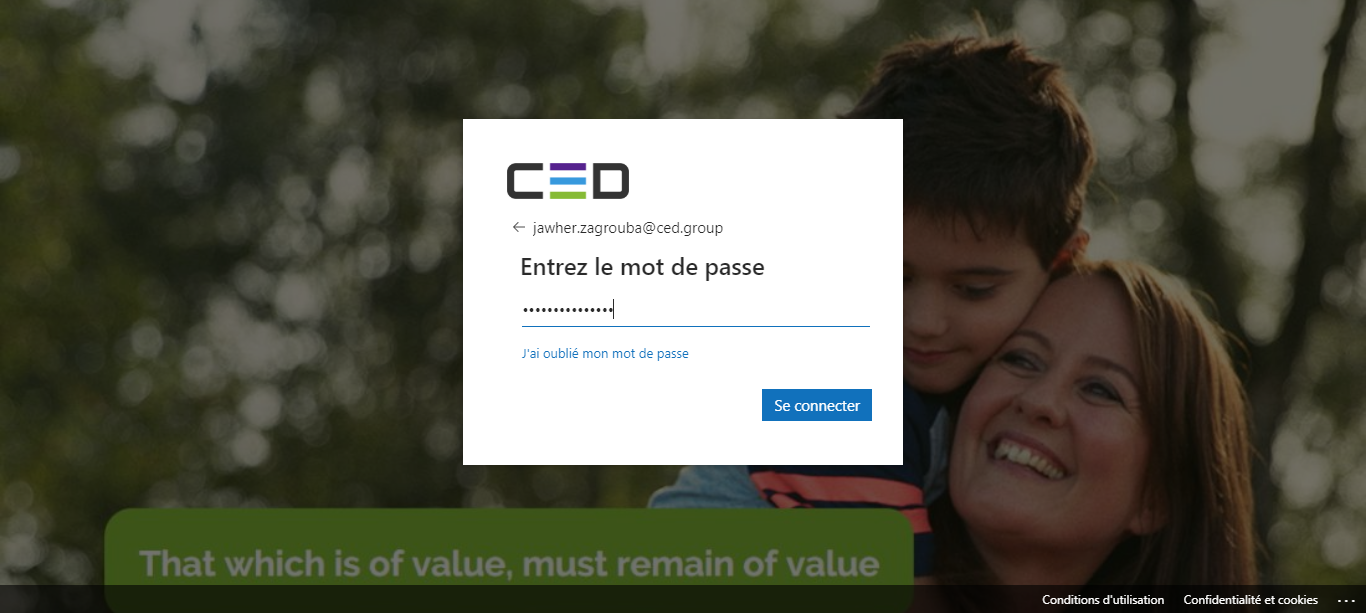 CED
jawher.zagrouba@ced.group
Entrez le mot de passe
•••••••••••••••
J'ai oublié mon mot de passe
Se connecter
That which is of value, must remain of value
Conditions d'utilisation Confidentialité et cookies ...